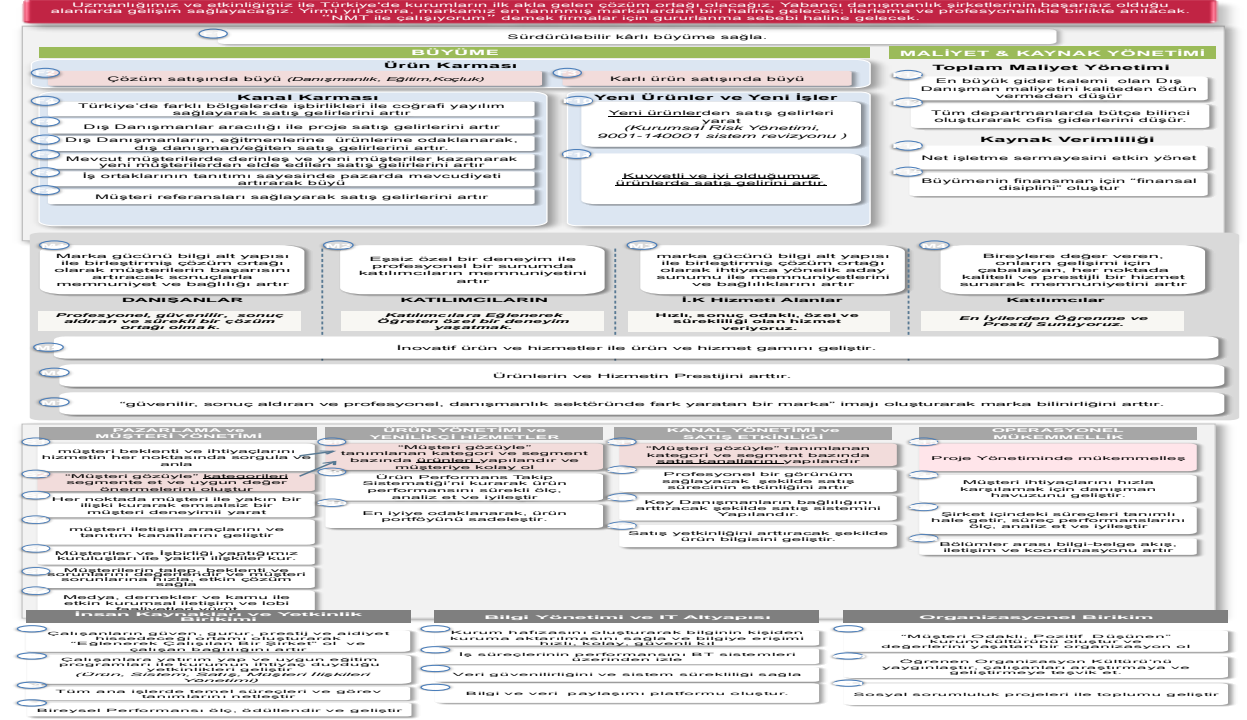 Uzmanlığımız ve etkinliğimiz ile Türkiye'de kurumların ilk akla gelen çözüm ortağı olacağız, Yabancı danışmanlık şirketlerinin başarısız olduğu
alanlarda gelişim sağlayacağız. Yirmi yıl sonra, markamız en tanınmış markalardan biri haline gelecek; ilerleme ve profesyonellikle birlikte anılacak.
"NMT ile çalışıyorum" demek firmalar için gururlanma sebebi haline gelecek.
Sürdürülebilir kârlı büyüme sağla.
BÜYÜME
Ürün Karması
Çözüm satışında büyü (Danışmanlık, Eğitim,Koçluk)
Karlı ürün satışında büyü
Kanal Karması
Türkiye'de farklı bölgelerde işbirlikleri ile coğrafi yayılım
sağlayarak satış gelirlerini artır
Dış Danışmanlar aracılığı ile proje satış gelirlerini artır
Dış Danışmanların, eğitmenlerine ürünlerine odaklanarak,
dış danışman/eğiten satış gelirlerini artır.
Mevcut müşterilerde derinleş ve yeni müşteriler kazanarak
yeni müşterilerden elde edilen satış gelirlerini artır
İş ortaklarının tanıtımı sayesinde pazarda mevcudiyeti
artırarak büyü
Müşteri referansları sağlayarak satış gelirlerini artır
Yeni Ürünler ve Yeni İşler
Yeni ürünlerden satış gelirleri
yarat
(Kurumsal Risk Yönetimi,
9001-140001 sistem revizyonu )
Kuvvetli ve iyi olduğumuz
ürünlerde satış gelirini artır.
MALİYET & KAYNAK YÖNETİMİ
Toplam Maliyet Yönetimi
En büyük gider kalemi olan Dış
Danışman maliyetini kaliteden ödün
vermeden düşür
Tüm departmanlarda bütçe bilinci
oluşturarak ofis giderlerini düşür.
Kaynak Verimliliği
Net işletme sermayesini etkin yönet
Büyümenin finansman için "finansal
disiplini" oluştur
Marka gücünü bilgi alt yapısı
ile birleştirmiş çözüm ortağı
olarak müşterilerin başarısını
artıracak sonuçlarla
memnuniyet ve bağlılığı artır
DANIŞANLAR
Profesyonel, güvenilir, sonuç
aldıran ve sürekli bir çözüm
ortağı olmak.
Eşsiz özel bir deneyim ile
profesyonel bir sunumda
katılımcıların memnuniyetini
artır
KATILIMCILARIN
Katılımcılara Eğlenerek
Öğreten özel bir deneyim
yaşatmak.
marka gücünü bilgi alt yapısı
ile birleştirmiş çözüm ortağı
olarak ihtiyaca yönelik aday
sunumu ile memnuniyetlerini
ve bağlılıklarını artır
İ.K Hizmeti Alanlar
Hızlı, sonuç odaklı, özel ve
sürekliliği olan hizmet
veriyoruz.
Bireylere değer veren,
onların gelişimi için
çabalayan, her noktada
kaliteli ve prestijli bir hizmet
sunarak memnuniyetini artır
Katılımcılar
En İyilerden Öğrenme ve
Prestij Sunuyoruz.
İnovatif ürün ve hizmetler ile ürün ve hizmet gamını geliştir.
Ürünlerin ve Hizmetin Prestijini arttır.
"güvenilir, sonuç aldıran ve profesyonel, danışmanlık sektöründe fark yaratan bir marka" imajı oluşturarak marka bilinirliğini arttır.
PAZARLAMA ve
MÜŞTERİ YÖNETİMİ
müşteri beklenti ve ihtiyaçlarını
hizmetin her noktasında sorgula ve
anla
"Müşteri gözüyle" kategorileri
segmente et ve uygun değer
önermelerini oluştur
Her noktada müşteri ile yakın bir
ilişki kurarak emsalsiz bir
müşteri deneyimi yarat
müşteri iletişim araçlarını ve
tanıtım kanallarını geliştir
Müşteriler ve İşbirliği yaptığımız
kuruluşları ile yakın ilişkiler kur.
Müşterilerin talep, beklenti ve
sorunlarını değerlendir ve müşteri
sorunlarına hızla, etkin çözüm
sağla
Medya, dernekler ve kamu ile
etkin kurumsal iletişim ve lobi
faaliyetleri yürüt
ÜRÜN YÖNETİMİ ve
YENİLİKÇİ HİZMETLER
"Müşteri gözüyle"
tanımlanan kategori ve segment
bazında ürünleri yapılandır ve
müşteriye kolay ol
Ürün Performans Takip
Sistematiği'ni kurarak ürün
performansını sürekli ölç,
analiz et ve iyileştir
En iyiye odaklanarak, ürün
portföyünü sadeleştir.
KANAL YÖNETİMİ ve
SATIŞ ETKİNLİĞİ
"Müşteri gözüyle" tanımlanan
kategori ve segment bazında
satış kanallarını yapılandır
Profesyonel bir görünüm
sağlayacak şekilde satış
sürecinin etkinliğini artır
Key Danışmanların bağlılığını
arttıracak şekilde satış sistemini
Yapılandır.
Satış yetkinliğini arttıracak şekilde
ürün bilgisini geliştir.
OPERASYONEL
MÜKEMMELLİK
Proje Yönetiminde mükemmelleş
Müşteri ihtiyaçlarını hızla
karşılamak için danışman
havuzunu geliştir.
Şirket içindeki süreçleri tanımlı
hale getir, süreç performanslarını
ölç, analiz et ve iyileştir
Bölümler arası bilgi-belge akış,
iletişim ve koordinasyonu artır
İnsan Kaynakları ve Yetkinlik
Birikimi
Çalışanların güven, gurur, prestij ve aidiyet
hissedeceği ortamı oluşturarak
"Eğlenerek Çalışılan Bir Şirket" ol ve
çalışan bağlılığını artır
Çalışanlara yatırım yap ve uygun eğitim
programları ile kurumun ihtiyaç duyduğu
yetkinlikleri geliştir
(Ürün, Sistem, Satış, Müşteri İlişkileri
Yönetimi)
Tüm ana işlerde temel süreçleri ve görev
tanımlarını netleştir
Bireysel Performansı ölç, ödüllendir ve geliştir
Bilgi Yönetimi ve IT Altyapısı
Kurum hafızasını oluşturarak bilginin kişiden
kuruma aktarılmasını sağla ve bilgiye erişimi
hızlı, kolay, güvenli kıl
İş süreçlerinin performansını BT sistemleri
üzerinden izle
Veri güvenilirliğini ve sistem sürekliliği sağla
Bilgi ve veri paylaşımı platformu oluştur.
Organizasyonel Birikim
"Müşteri Odaklı, Pozitif Düşünen"
kurum kültürünü oluştur ve
değerlerini yaşatan bir organizasyon ol
Öğrenen Organizasyon Kültürü'nü
yaygınlaştır, çalışanları araştırmaya ve
geliştirmeye teşvik et.
Sosyal sorumluluk projeleri ile toplumu geliştir